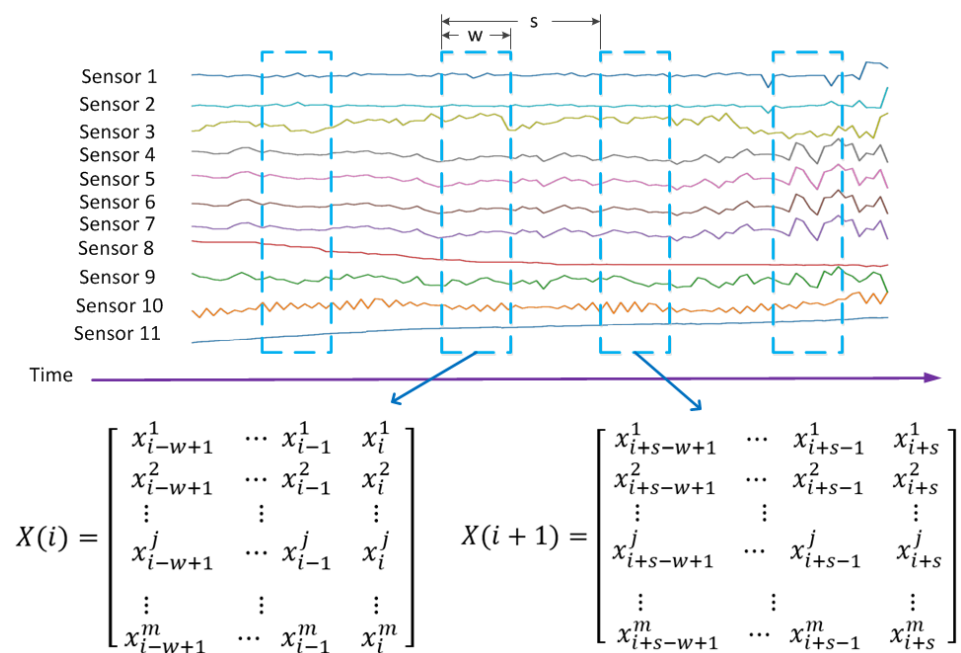 s
w
Sensor 1
Sensor 2
Sensor 3
Sensor 4
Sensor 5
Sensor 6
Sensor 7
Sensor 8
Sensor 9
Sensor 10
Sensor 11
Time
X(i) = [ x^1_{i-w+1} ⋯ x^1_{i-1} x^1_i
x^2_{i-w+1} ⋯ x^2_{i-1} x^2_i
⋮ ⋮ ⋮
x^j_{i-w+1} ⋯ x^j_{i-1} x^j_i
⋮ ⋮ ⋮
x^m_{i-w+1} ⋯ x^m_{i-1} x^m_i ]
X(i + 1) = [ x^1_{i+s-w+1} ⋯ x^1_{i+s-1} x^1_{i+s}
x^2_{i+s-w+1} ⋯ x^2_{i+s-1} x^2_{i+s}
⋮ ⋮ ⋮
x^j_{i+s-w+1} ⋯ x^j_{i+s-1} x^j_{i+s}
⋮ ⋮ ⋮
x^m_{i+s-w+1} ⋯ x^m_{i+s-1} x^m_{i+s} ]